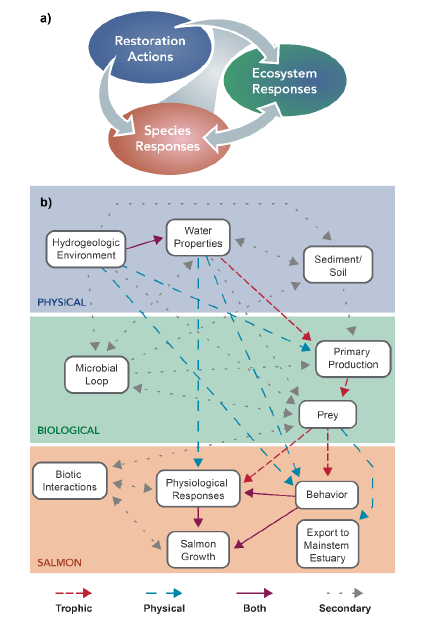 a)
Restoration
Actions
Ecosystem
Responses
Species
Responses
b)
Hydrogeologic
Environment
Water
Properties
Sediment/
Soil
PHYSICAL
Microbial
Loop
Primary
Production
Prey
BIOLOGICAL
Biotic
Interactions
Physiological
Responses
Behavior
Salmon
Growth
Export to
Mainstem
Estuary
SALMON
Trophic
Physical
Both
Secondary